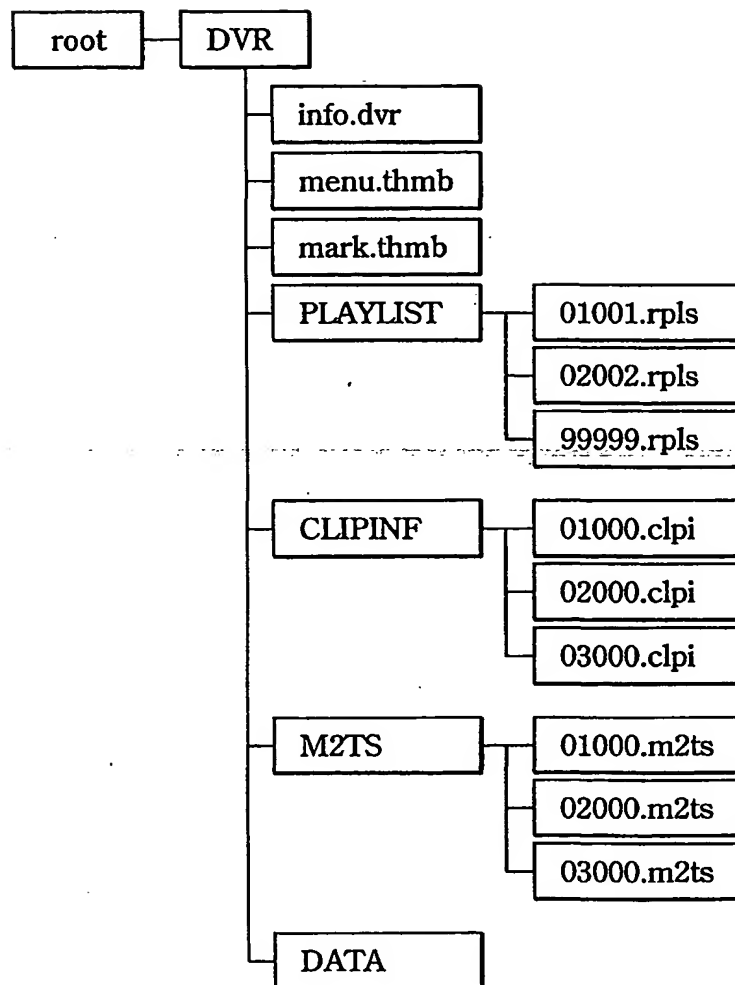 root DVR
info.dvr
menu.thmb
mark.thmb
PLAYLIST 01001.rpls
02002.rpls
99999.rpls
CLIPINF 01000.clpi
02000.clpi
03000.clpi
M2TS 01000.m2ts
02000.m2ts
03000.m2ts
DATA